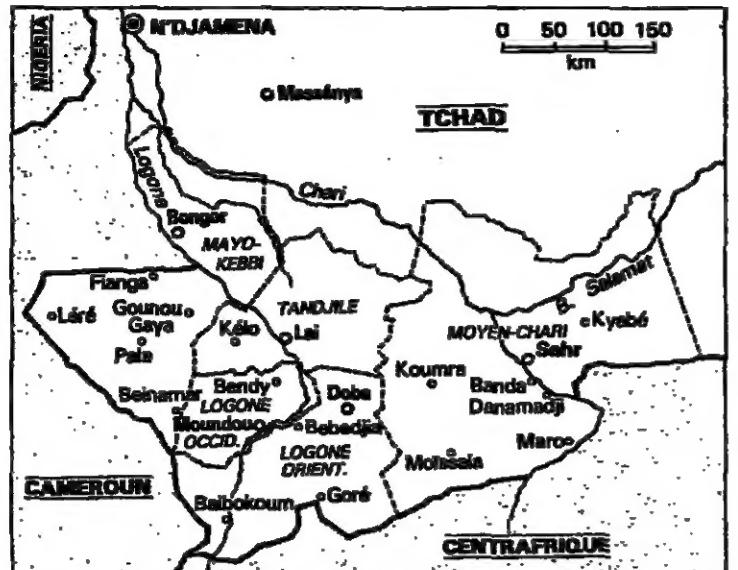 N'DJAMENA
NIGERIA
0 50 100 150
km
Massénya
TCHAD
Logone
Chari
Bongor
MAYO-
KEBBI
B. Salamat
Fianga
Léré
Gounou
Gaya
Pala
Kélo
TANDJILE
Lai
MOYEN-CHARI
Kyabé
Sahr
Koumra
Banda
Danamadji
Beinamar
Bendy
LOGONE
OCCID.
Moundou
Doba
Bebedjia
LOGONE
ORIENT.
Maro
Moïssala
CAMEROUN
Baibokoum
Goré
CENTRAFRIQUE